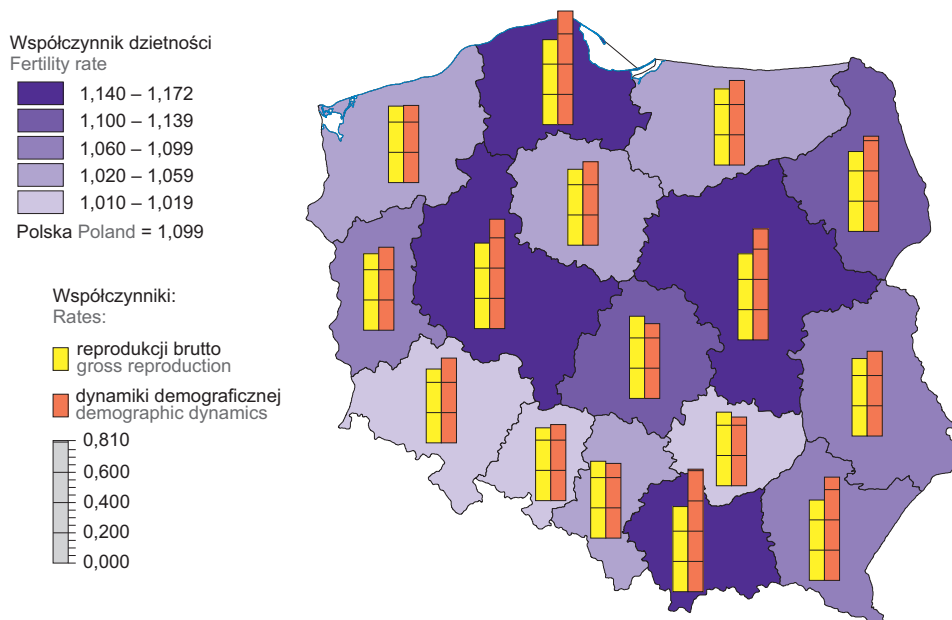 Współczynnik dzietności
Fertility rate
1,140 – 1,172
1,100 – 1,139
1,060 – 1,099
1,020 – 1,059
1,010 – 1,019
Polska Poland = 1,099
Współczynniki:
Rates:
reprodukcji brutto
gross reproduction
dynamiki demograficznej
demographic dynamics
0,810
0,600
0,400
0,200
0,000